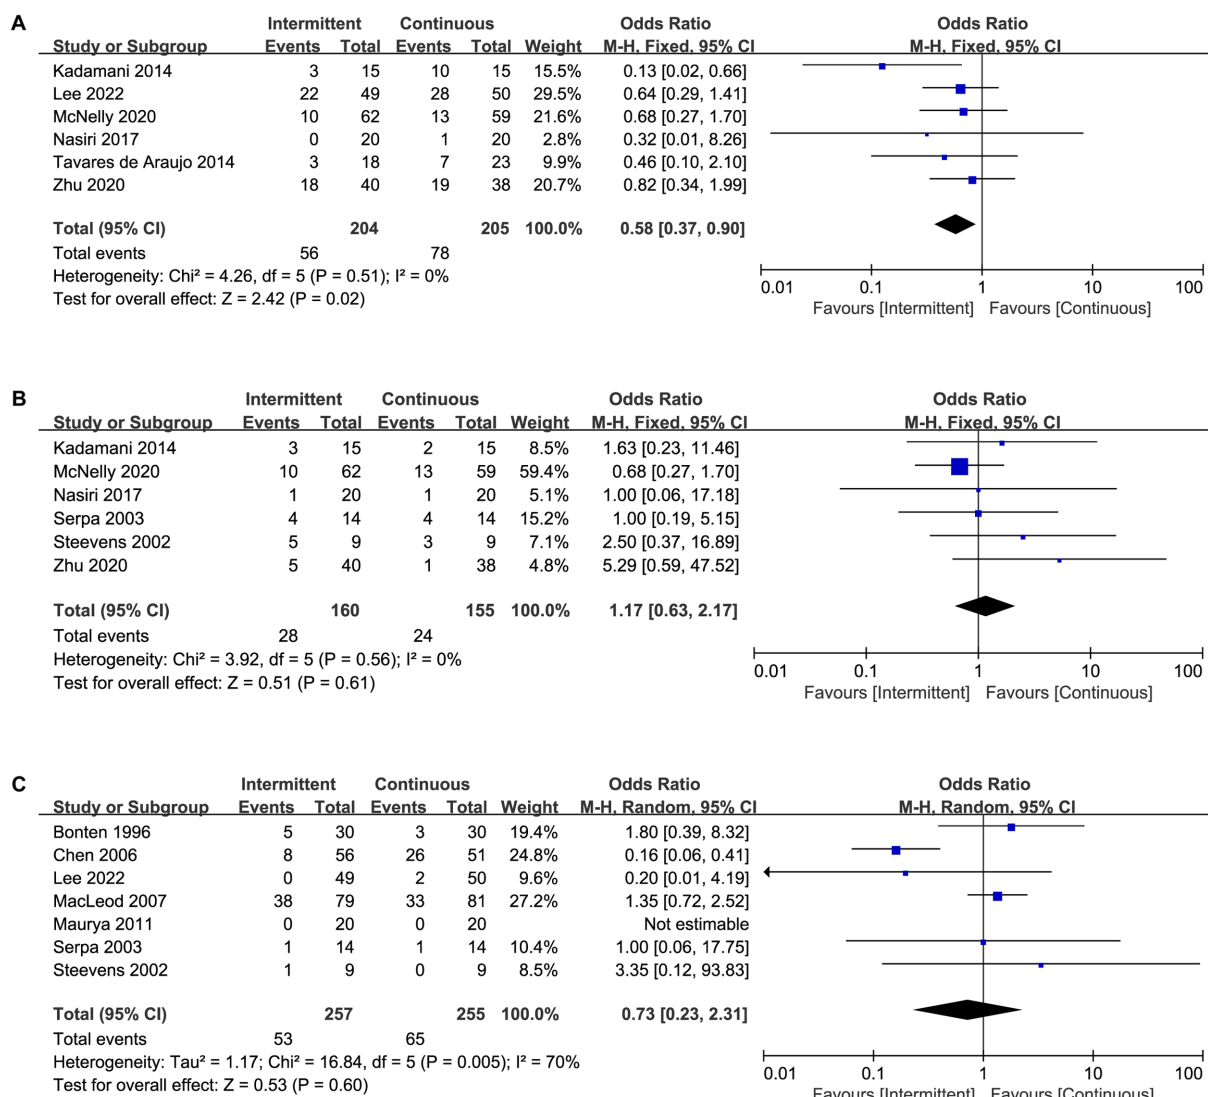 A Intermittent Continuous Odds Ratio Odds Ratio
Study or Subgroup Events Total Events Total Weight M-H, Fixed, 95% CI M-H, Fixed, 95% CI
Kadamani 2014 3 15 10 15 15.5% 0.13 [0.02, 0.66]
Lee 2022 22 49 28 50 29.5% 0.64 [0.29, 1.41]
McNelly 2020 10 62 13 59 21.6% 0.68 [0.27, 1.70]
Nasiri 2017 0 20 1 20 2.8% 0.32 [0.01, 8.26]
Tavares de Araujo 2014 3 18 7 23 9.9% 0.46 [0.10, 2.10]
Zhu 2020 18 40 19 38 20.7% 0.82 [0.34, 1.99]
Total (95% CI) 204 205 100.0% 0.58 [0.37, 0.90]
Total events 56 78
Heterogeneity: Chi² = 4.26, df = 5 (P = 0.51); I² = 0%
Test for overall effect: Z = 2.42 (P = 0.02)
0.01 0.1 1 10 100
Favours [Intermittent] Favours [Continuous]
B Intermittent Continuous Odds Ratio Odds Ratio
Study or Subgroup Events Total Events Total Weight M-H, Fixed, 95% CI M-H, Fixed, 95% CI
Kadamani 2014 3 15 2 15 8.5% 1.63 [0.23, 11.46]
McNelly 2020 10 62 13 59 59.4% 0.68 [0.27, 1.70]
Nasiri 2017 1 20 1 20 5.1% 1.00 [0.06, 17.18]
Serpa 2003 4 14 4 14 15.2% 1.00 [0.19, 5.15]
Steevens 2002 5 9 3 9 7.1% 2.50 [0.37, 16.89]
Zhu 2020 5 40 1 38 4.8% 5.29 [0.59, 47.52]
Total (95% CI) 160 155 100.0% 1.17 [0.63, 2.17]
Total events 28 24
Heterogeneity: Chi² = 3.92, df = 5 (P = 0.56); I² = 0%
Test for overall effect: Z = 0.51 (P = 0.61)
0.01 0.1 1 10 100
Favours [Intermittent] Favours [Continuous]
C Intermittent Continuous Odds Ratio Odds Ratio
Study or Subgroup Events Total Events Total Weight M-H, Random, 95% CI M-H, Random, 95% CI
Bonten 1996 5 30 3 30 19.4% 1.80 [0.39, 8.32]
Chen 2006 8 56 26 51 24.8% 0.16 [0.06, 0.41]
Lee 2022 0 49 2 50 9.6% 0.20 [0.01, 4.19]
MacLeod 2007 38 79 33 81 27.2% 1.35 [0.72, 2.52]
Maurya 2011 0 20 0 20 Not estimable
Serpa 2003 1 14 1 14 10.4% 1.00 [0.06, 17.75]
Steevens 2002 1 9 0 9 8.5% 3.35 [0.12, 93.83]
Total (95% CI) 257 255 100.0% 0.73 [0.23, 2.31]
Total events 53 65
Heterogeneity: Tau² = 1.17; Chi² = 16.84, df = 5 (P = 0.005); I² = 70%
Test for overall effect: Z = 0.53 (P = 0.60)
0.01 0.1 1 10 100
Favours [Intermittent] Favours [Continuous]